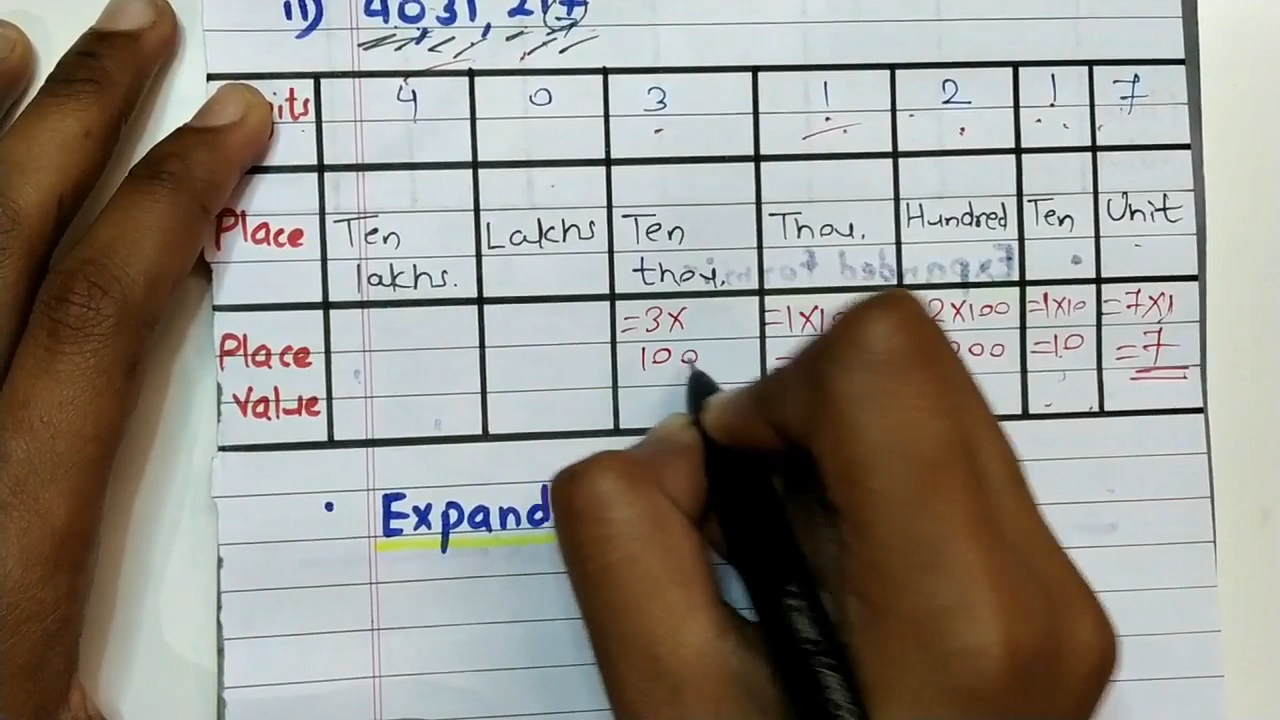 ii) 4031,217
4 0 3 1 2 1 7
Place Ten lakhs. Lakhs Ten thou. Thou. Hundred Ten Unit
Place Value =3X 100 2X100 =1X10 =10 =7X1 =7
Expand